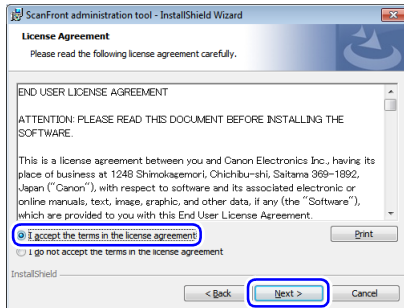 ScanFront administration tool - InstallShield Wizard
License Agreement
Please read the following license agreement carefully.
END USER LICENSE AGREEMENT
ATTENTION: PLEASE READ THIS DOCUMENT BEFORE INSTALLING THE
SOFTWARE.
This is a license agreement between you and Canon Electronics Inc., having its
place of business at 1248 Shimokagemori, Chichibu-shi, Saitama 369-1892,
Japan ("Canon"), with respect to software and its associated electronic or
online manuals, text, image, graphic, and other data, if any (the "Software"),
which are provided to you with this End User License Agreement.
I accept the terms in the license agreement
Print
I do not accept the terms in the license agreement
InstallShield
< Back
Next >
Cancel